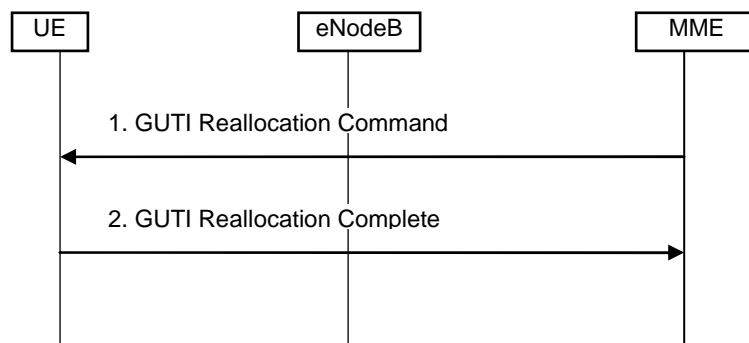 UE
eNodeB
MME
1. GUTI Reallocation Command
2. GUTI Reallocation Complete